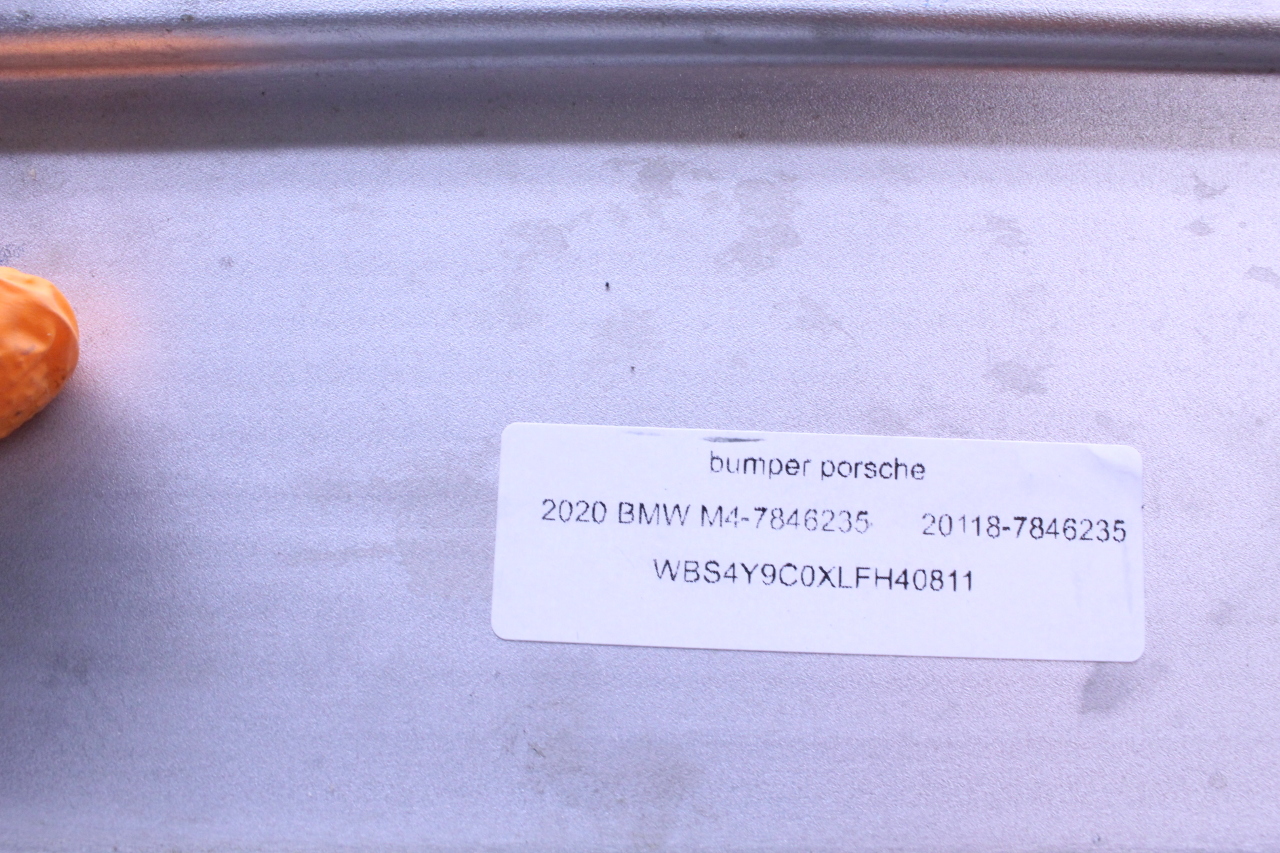 bumper porsche
2020 BMW M4-7846235 20118-7846235
WBS4Y9C0XLFH40811